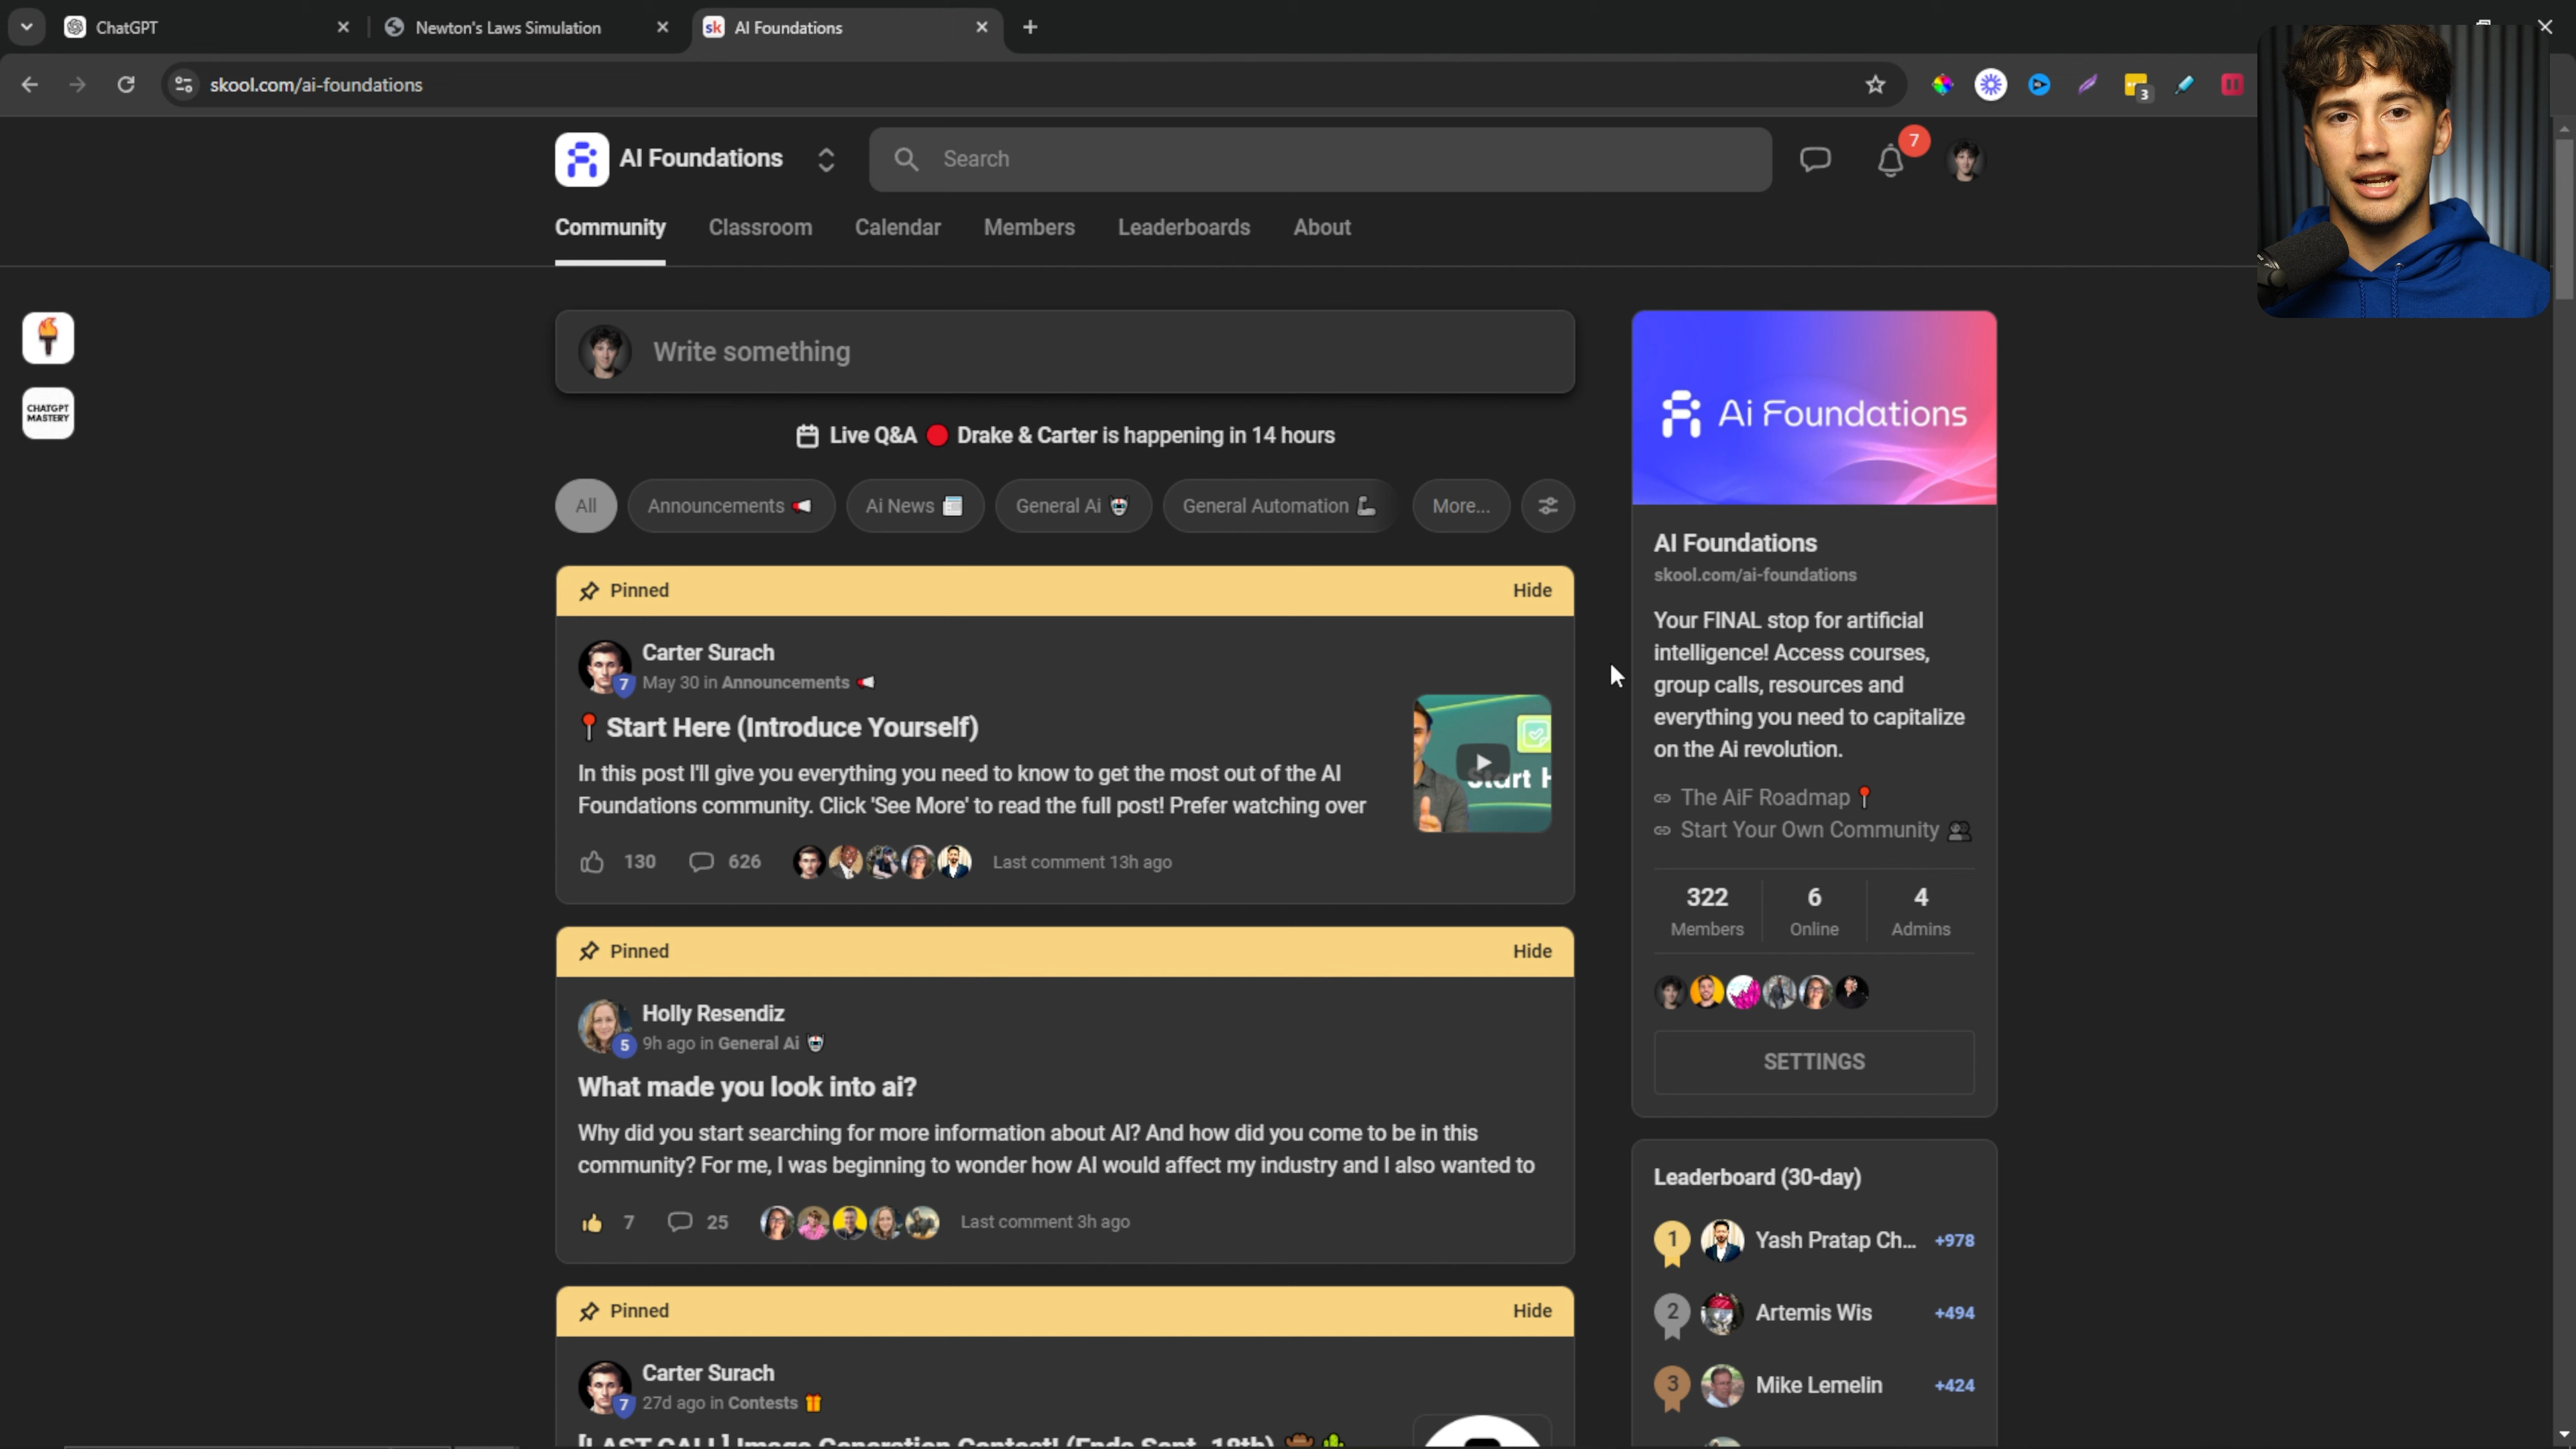 ChatGPT
Newton's Laws Simulation
sk AI Foundations
skool.com/ai-foundations
3
AI Foundations
Search
7
Community Classroom Calendar Members Leaderboards About
CHATGPT
MASTERY
Write something
Live Q&A 🔴 Drake & Carter is happening in 14 hours
All Announcements 📢 Ai News 📰 General Ai 🤖 General Automation 🦾 More...
Pinned Hide
Carter Surach
7 May 30 in Announcements 📢
📍 Start Here (Introduce Yourself)
In this post I'll give you everything you need to know to get the most out of the AI
Foundations community. Click 'See More' to read the full post! Prefer watching over
Start H
130 626 Last comment 13h ago
Pinned Hide
Holly Resendiz
5 9h ago in General Ai 🤖
What made you look into ai?
Why did you start searching for more information about AI? And how did you come to be in this
community? For me, I was beginning to wonder how AI would affect my industry and I also wanted to
7 25 Last comment 3h ago
Pinned Hide
Carter Surach
7 27d ago in Contests 🎁
[LAST CALL] Image Generation Contest! (Ends Sept. 18th) 🤠🌵
Ai Foundations
AI Foundations
skool.com/ai-foundations
Your FINAL stop for artificial
intelligence! Access courses,
group calls, resources and
everything you need to capitalize
on the Ai revolution.
The AiF Roadmap 📍
Start Your Own Community 👥
322 6 4
Members Online Admins
SETTINGS
Leaderboard (30-day)
1 Yash Pratap Ch... +978
2 Artemis Wis +494
3 Mike Lemelin +424